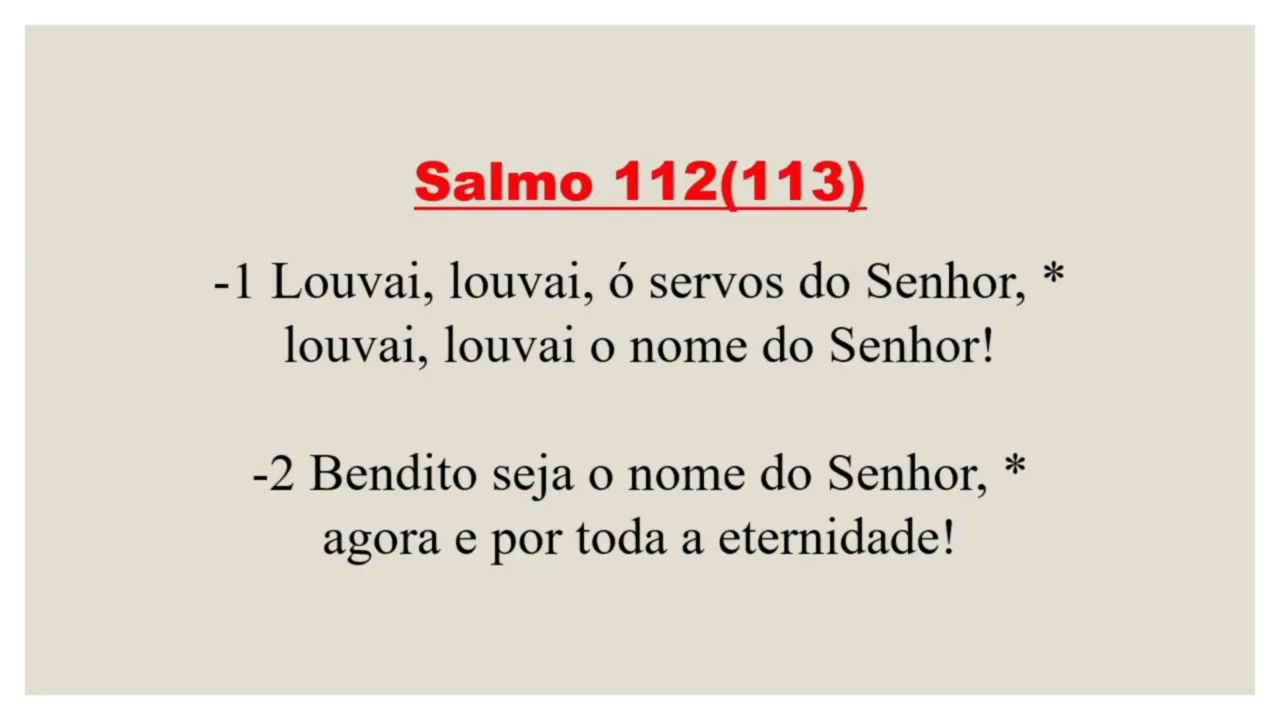 Salmo 112(113)
-1 Louvai, louvai, ó servos do Senhor, *
louvai, louvai o nome do Senhor!
-2 Bendito seja o nome do Senhor, *
agora e por toda a eternidade!